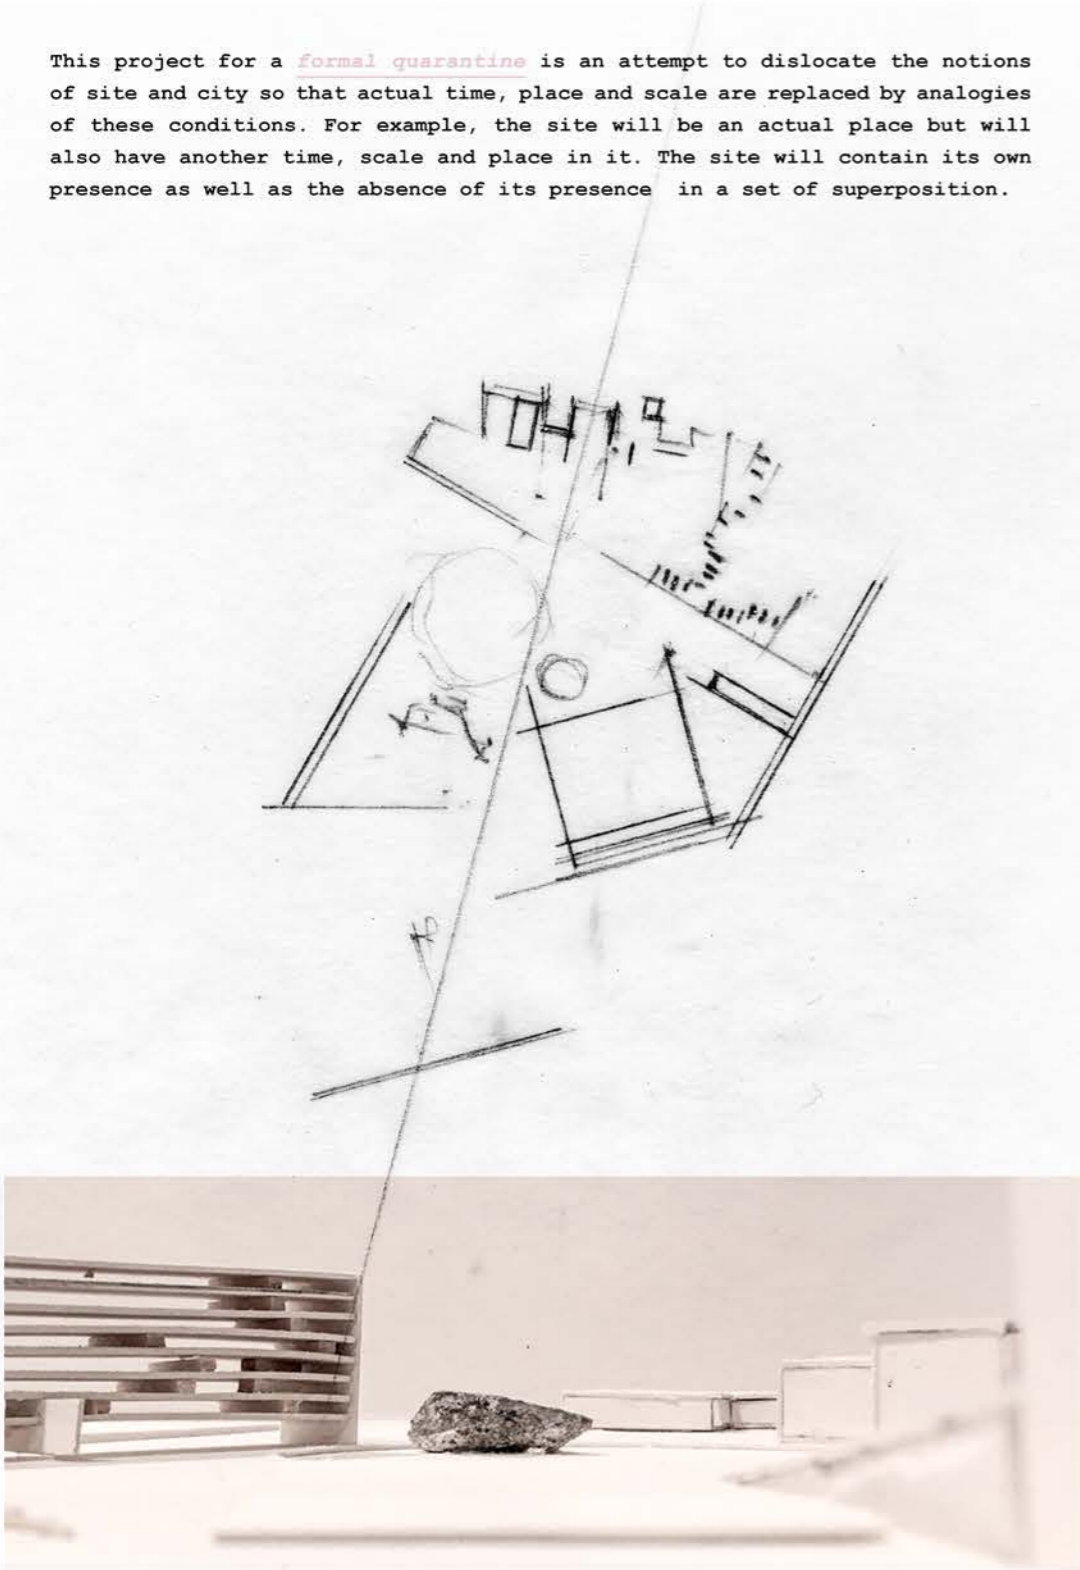 This project for a formal quarantine is an attempt to dislocate the notions
of site and city so that actual time, place and scale are replaced by analogies
of these conditions. For example, the site will be an actual place but will
also have another time, scale and place in it. The site will contain its own
presence as well as the absence of its presence in a set of superposition.